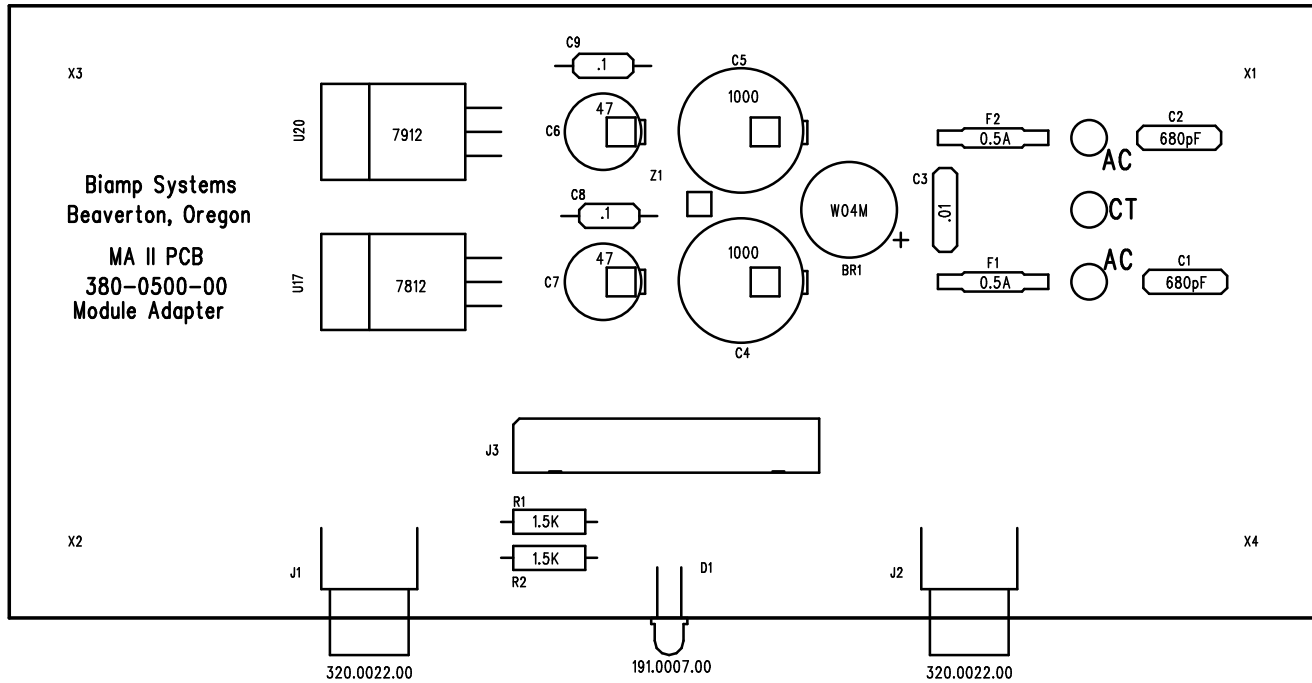 C9
.1
C5
1000
X3
X1
U20
7912
C6
47
F2
0.5A
C2
680pF
AC
Z1
C8
.1
W04M
BR1
+
C3
.01
CT
Biamp Systems
Beaverton, Oregon
MA II PCB
380-0500-00
Module Adapter
U17
7812
C7
47
1000
C4
F1
0.5A
AC
C1
680pF
J3
R1
1.5K
1.5K
R2
X2
X4
J1
D1
J2
320.0022.00
191.0007.00
320.0022.00